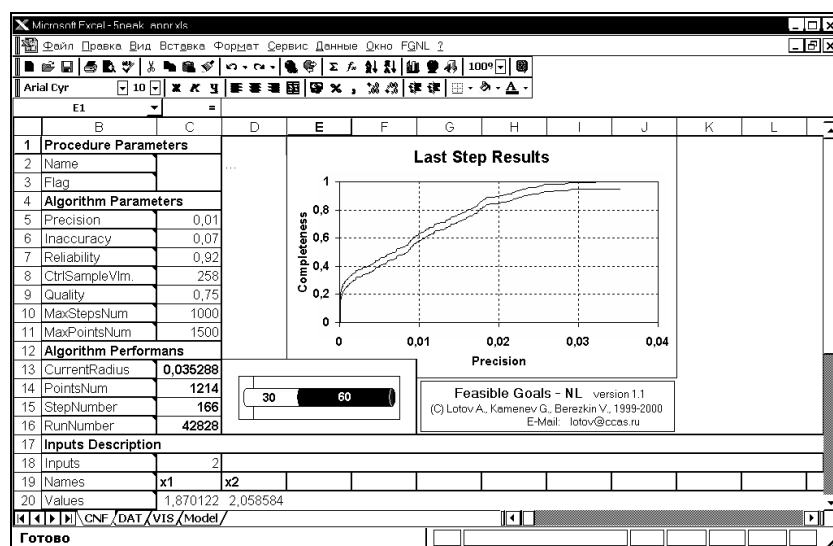 Microsoft Excel - 5peak_appr.xls
Файл Правка Вид Вставка Формат Сервис Данные Окно FGNL ?
100%
Arial Cyr 10 Ж К Ч
E1 =
B C D E F G H I J K L
1 Procedure Parameters
2 Name ...
3 Flag
4 Algorithm Parameters
5 Precision 0,01
6 Inaccuracy 0,07
7 Reliability 0,92
8 CtrlSampleVlm. 258
9 Quality 0,75
10 MaxStepsNum 1000
11 MaxPointsNum 1500
12 Algorithm Performans
13 CurrentRadius 0,035288
14 PointsNum 1214
15 StepNumber 166
16 RunNumber 42828
17 Inputs Description
18 Inputs 2
19 Names x1 x2
20 Values 1,870122 2,058584
Last Step Results
Completeness
1
0,8
0,6
0,4
0,2
0
0 0,01 0,02 0,03 0,04
Precision
30 60
Feasible Goals - NL version 1.1
(C) Lotov A., Kamenev G., Berezkin V., 1999-2000
E-Mail: lotov@ccas.ru
CNF DAT VIS Model
Готово